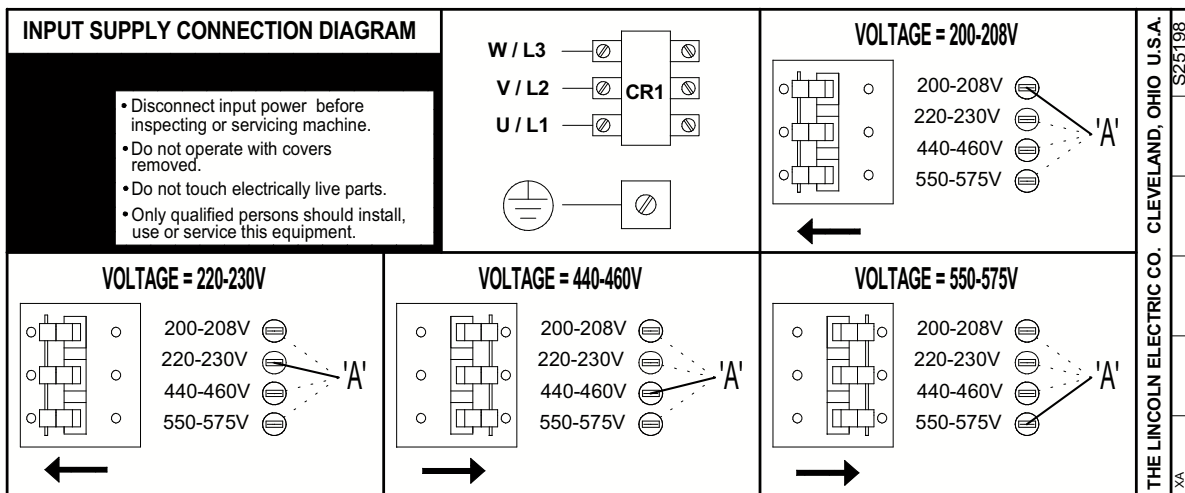 INPUT SUPPLY CONNECTION DIAGRAM
• Disconnect input power before
inspecting or servicing machine.
• Do not operate with covers
removed.
• Do not touch electrically live parts.
• Only qualified persons should install,
use or service this equipment.
W / L3
V / L2
U / L1
CR1
VOLTAGE = 200-208V
200-208V
220-230V
440-460V
550-575V
'A'
VOLTAGE = 220-230V
200-208V
220-230V
440-460V
550-575V
'A'
VOLTAGE = 440-460V
200-208V
220-230V
440-460V
550-575V
'A'
VOLTAGE = 550-575V
200-208V
220-230V
440-460V
550-575V
'A'
THE LINCOLN ELECTRIC CO. CLEVELAND, OHIO U.S.A.
S25198
XA